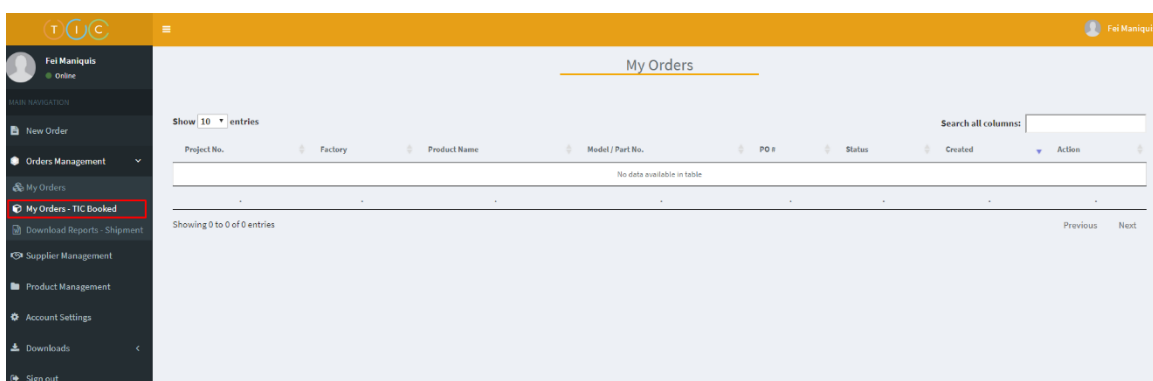 TIC
Fei Maniqui
Fei Maniquis
Online
MAIN NAVIGATION
New Order
Orders Management
My Orders
My Orders - TIC Booked
Download Reports - Shipment
Supplier Management
Product Management
Account Settings
Downloads
Sign out
My Orders
Show 10 entries
Search all columns:
Project No. Factory Product Name Model / Part No. PO # Status Created Action
No data available in table
Showing 0 to 0 of 0 entries
Previous Next